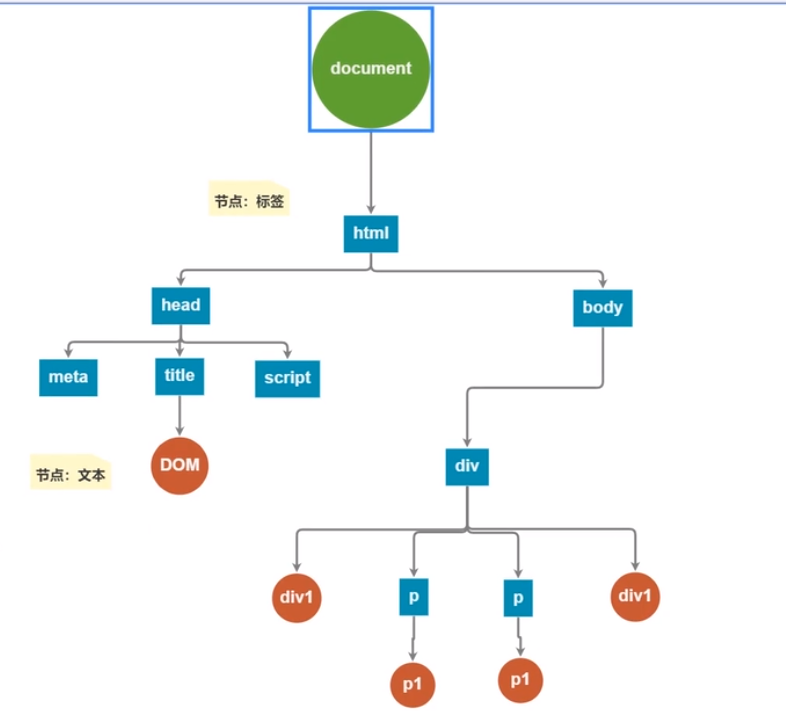 document
节点：标签
html
head
body
meta
title
script
div
DOM
节点：文本
div1
p
p
div1
p1
p1